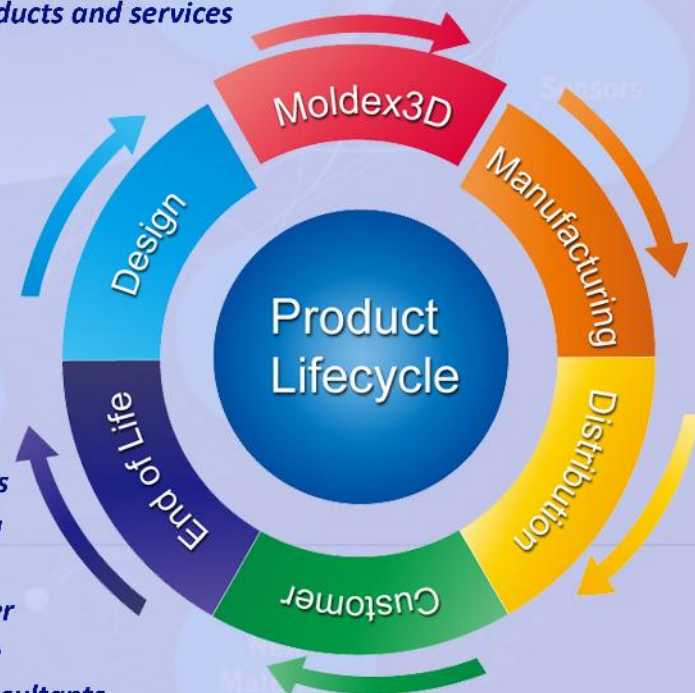 ducts and services
Sensors
Moldex3D
Manufacturing
Design
Product
Lifecycle
Distribution
End of Life
Customer